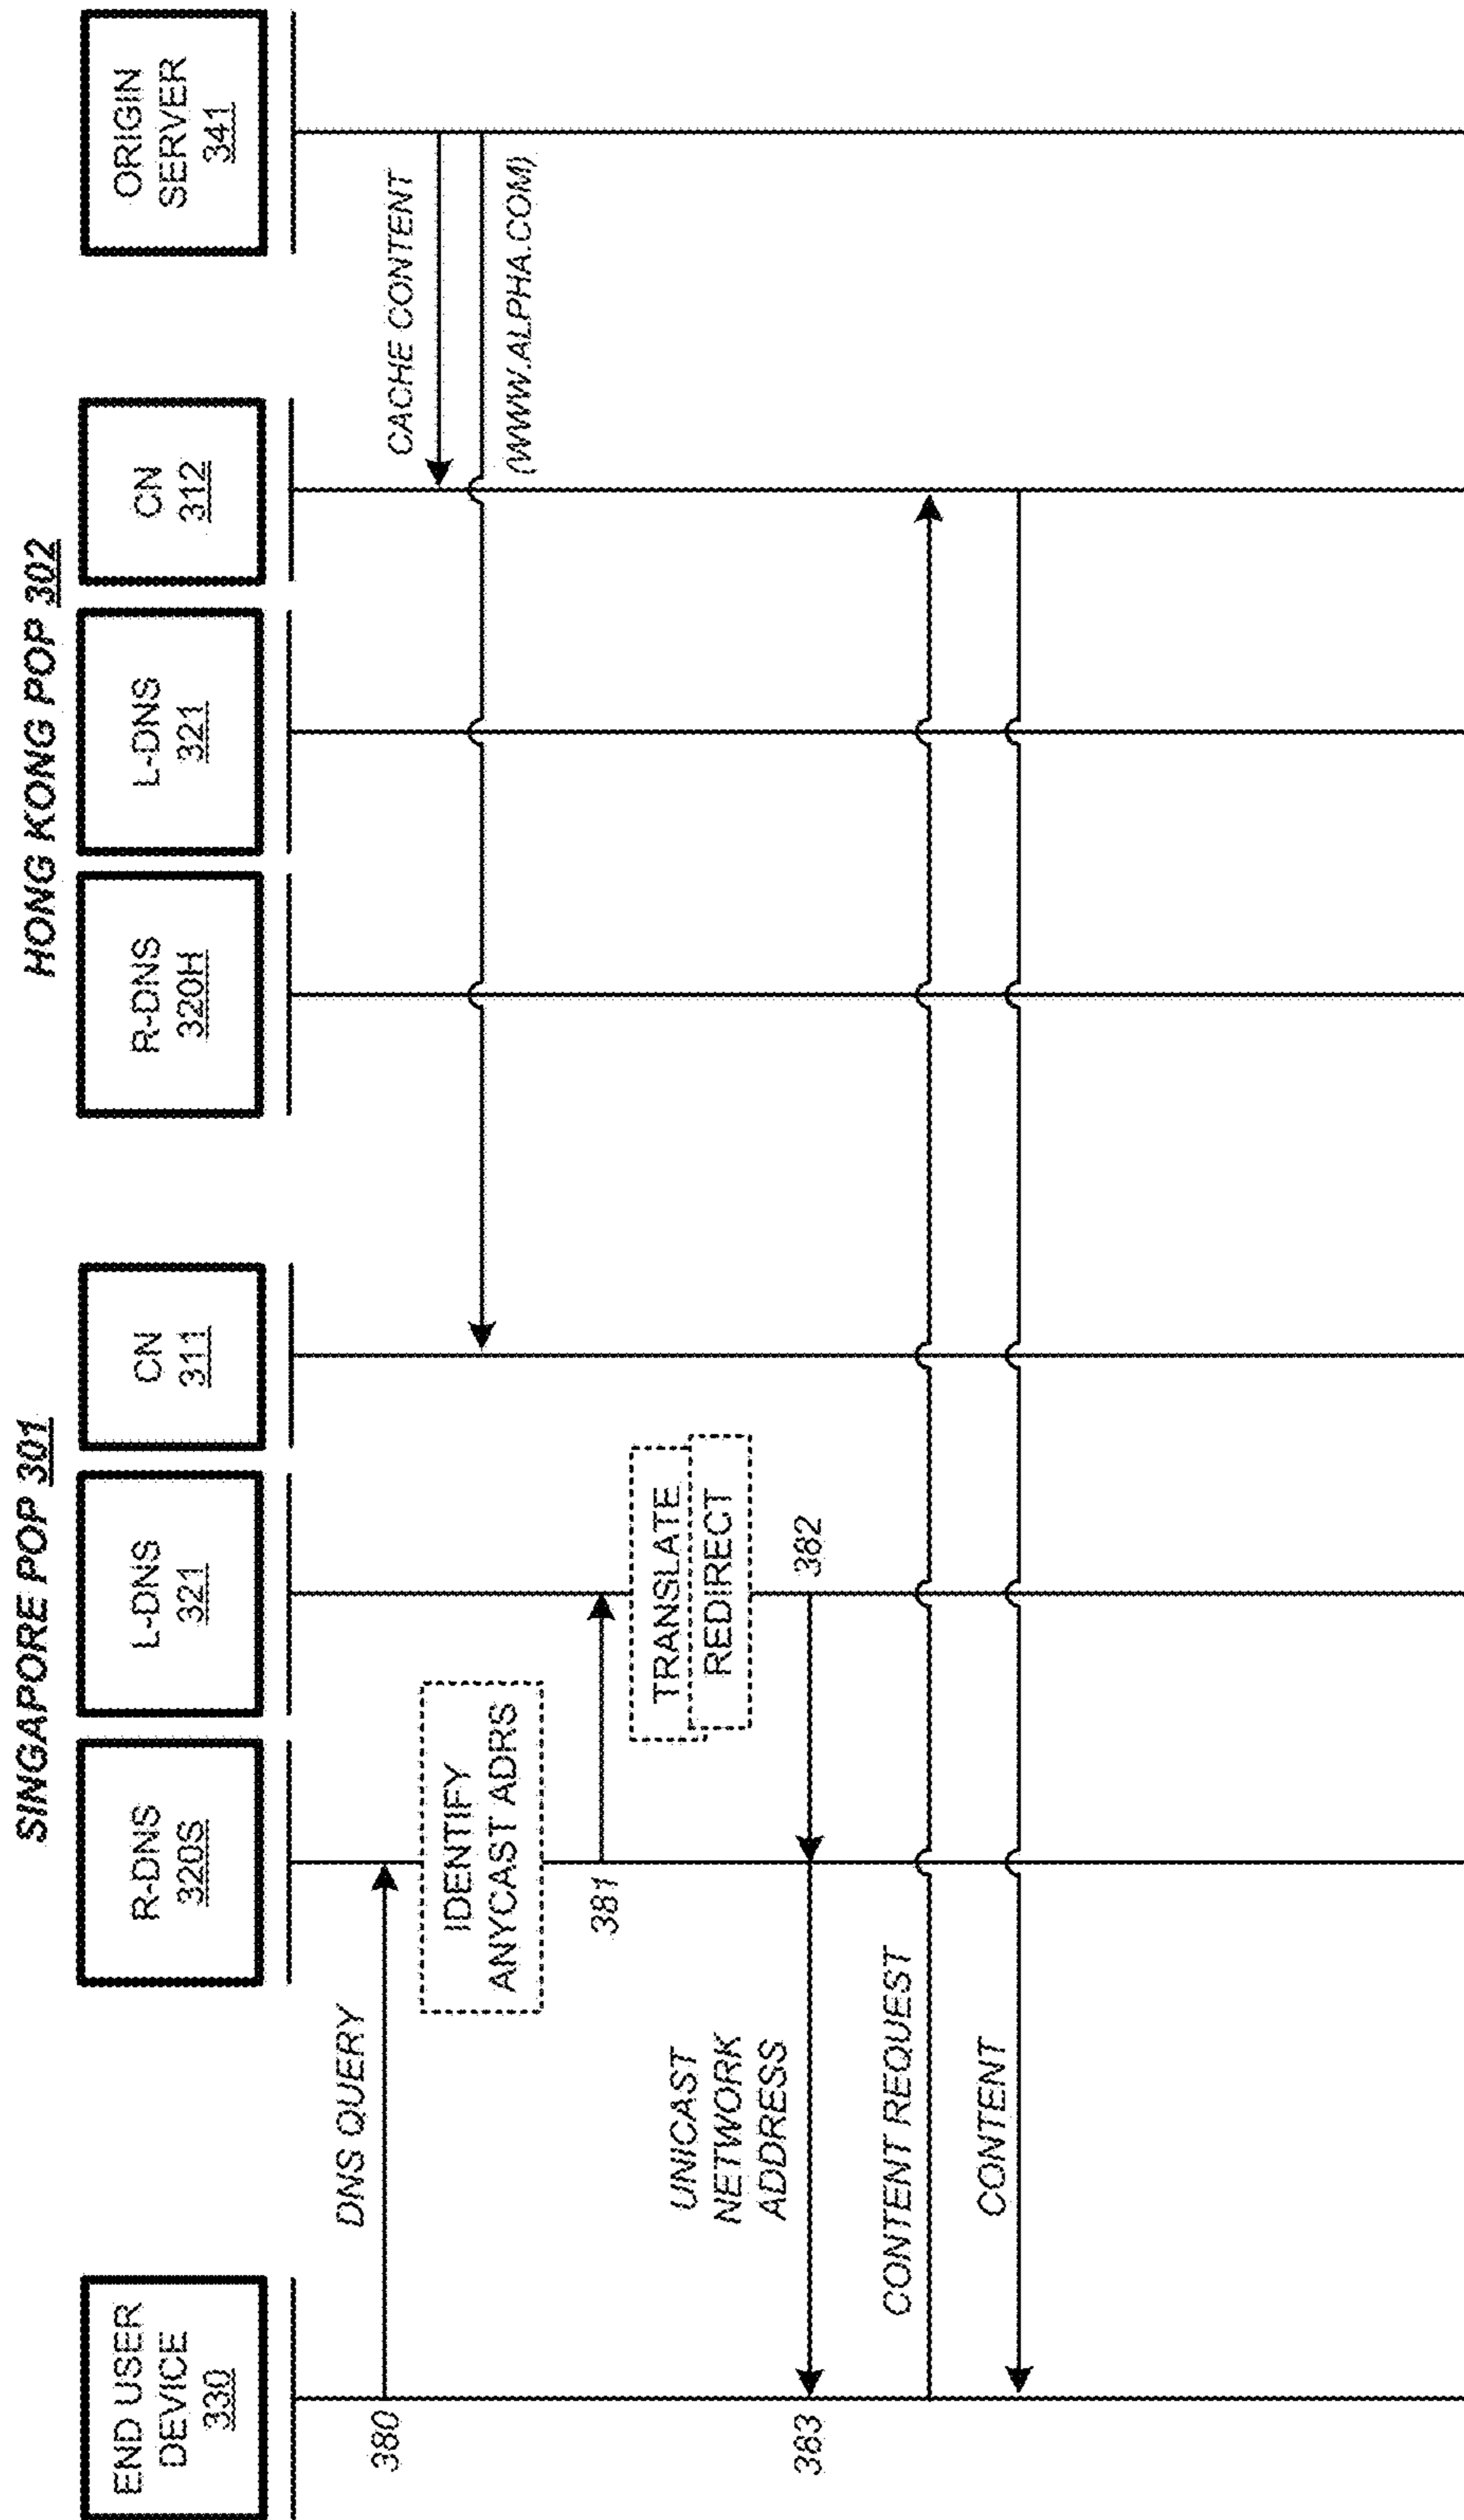 SINGAPORE POP 301
HONG KONG POP 302
END USER
DEVICE
330
R-DNS
320S
L-DNS
321
CN
311
R-DNS
320H
L-DNS
321
CN
312
ORIGIN
SERVER
341
380
DNS QUERY
CACHE CONTENT
(WWW.ALPHA.COM)
IDENTIFY
ANYCAST ADRS
381
TRANSLATE
REDIRECT
382
UNICAST
NETWORK
ADDRESS
383
CONTENT REQUEST
CONTENT